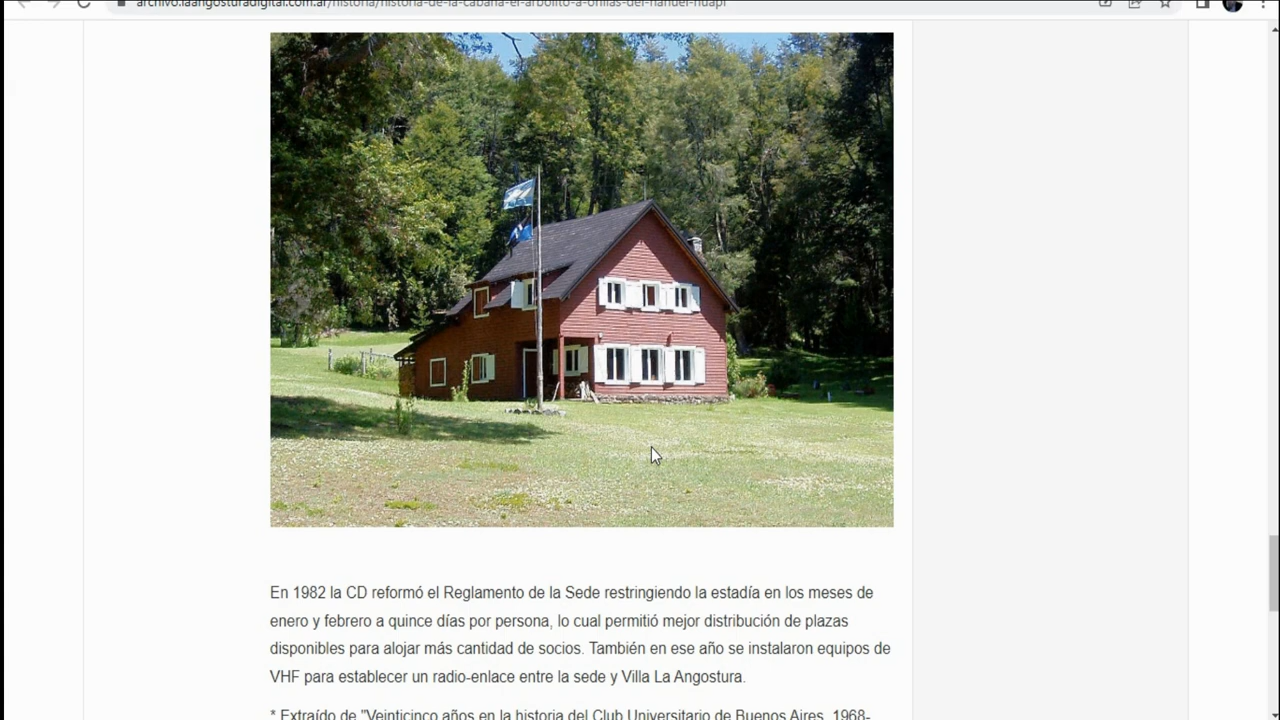 archivo.laangosturadigital.com.ar/historia/historia-de-la-cabana-el-arbolito-a-orillas-del-nahuel-huapi
En 1982 la CD reformó el Reglamento de la Sede restringiendo la estadía en los meses de
enero y febrero a quince días por persona, lo cual permitió mejor distribución de plazas
disponibles para alojar más cantidad de socios. También en ese año se instalaron equipos de
VHF para establecer un radio-enlace entre la sede y Villa La Angostura.
* Extraído de "Veinticinco años en la historia del Club Universitario de Buenos Aires, 1968-